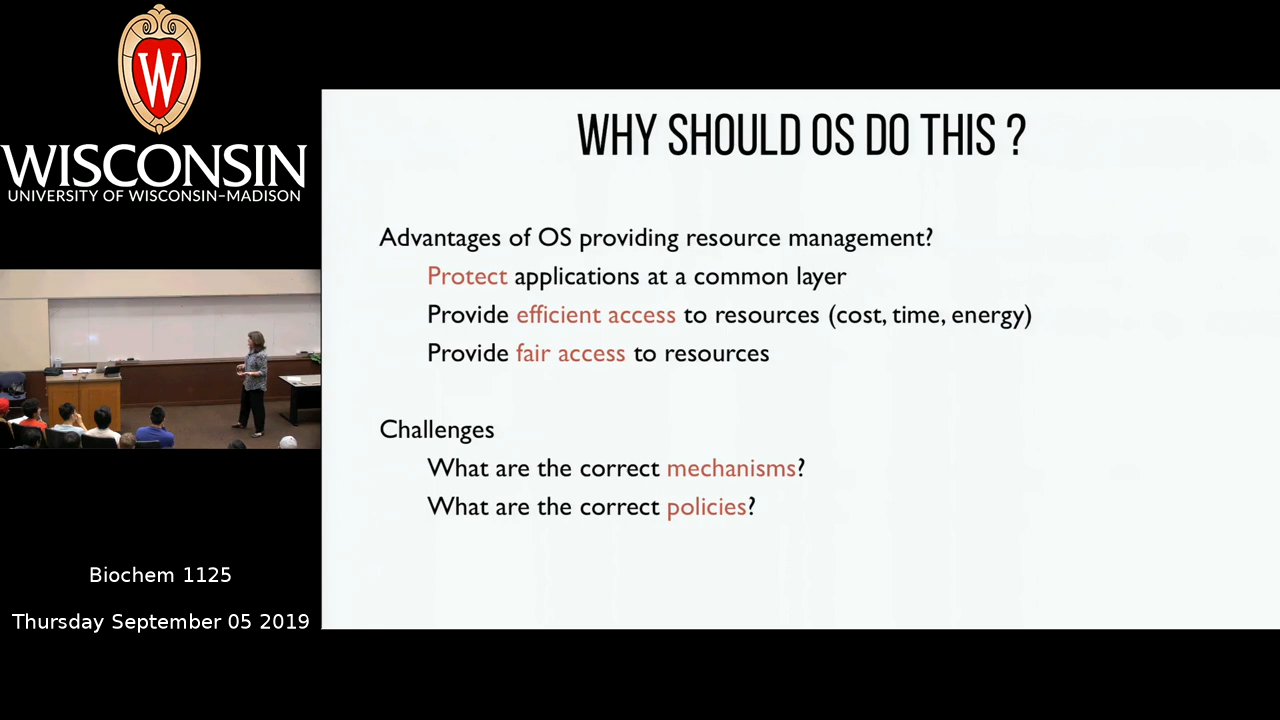 W
WISCONSIN
UNIVERSITY OF WISCONSIN–MADISON
Biochem 1125
Thursday September 05 2019
WHY SHOULD OS DO THIS ?
Advantages of OS providing resource management?
Protect applications at a common layer
Provide efficient access to resources (cost, time, energy)
Provide fair access to resources
Challenges
What are the correct mechanisms?
What are the correct policies?